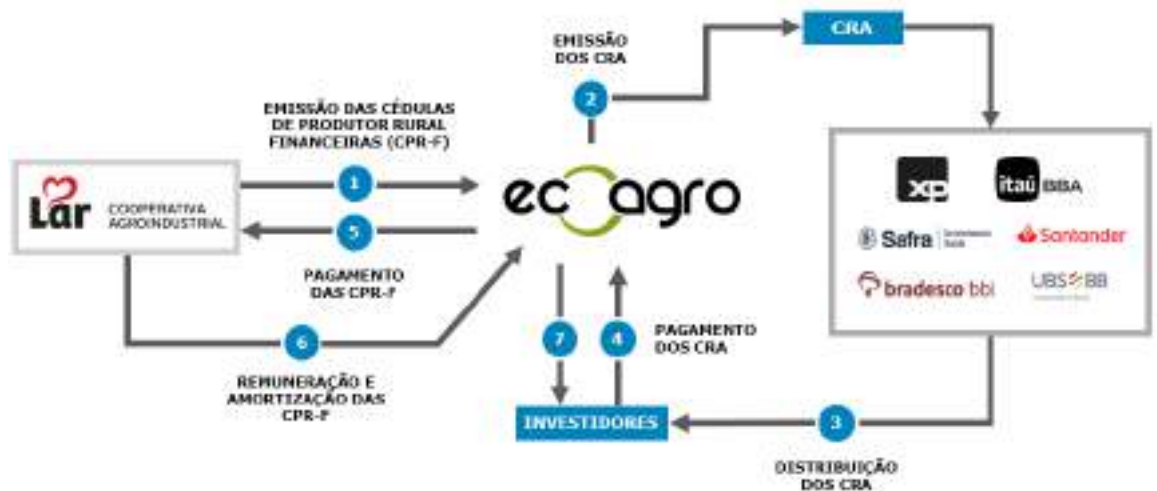 EMISSÃO
DOS CRA
CRA
2
EMISSÃO DAS CÉDULAS
DE PRODUTOR RURAL
FINANCEIRAS (CPR-F)
1
Lar
COOPERATIVA
AGROINDUSTRIAL
ecoagro
5
PAGAMENTO
DAS CPR-F
xp
itaú BBA
Safra
Santander
bradesco bbi
UBS BB
6
REMUNERAÇÃO E
AMORTIZAÇÃO DAS
CPR-F
7
4
PAGAMENTO
DOS CRA
INVESTIDORES
3
DISTRIBUIÇÃO
DOS CRA